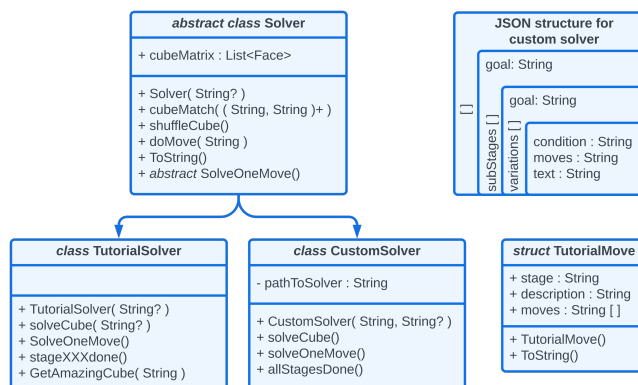 abstract class Solver
+ cubeMatrix : List<Face>
+ Solver( String? )
+ cubeMatch( ( String, String )+ )
+ shuffleCube()
+ doMove( String )
+ ToString()
+ abstract SolveOneMove()
JSON structure for
custom solver
[ ]
goal: String
subStages [ ]
goal: String
variations [ ]
condition : String
moves : String
text : String
class TutorialSolver
+ TutorialSolver( String? )
+ solveCube( String? )
+ SolveOneMove()
+ stageXXXdone()
+ GetAmazingCube( String )
class CustomSolver
- pathToSolver : String
+ CustomSolver( String, String? )
+ solveCube()
+ solveOneMove()
+ allStagesDone()
struct TutorialMove
+ stage : String
+ description : String
+ moves : String [ ]
+ TutorialMove()
+ ToString()